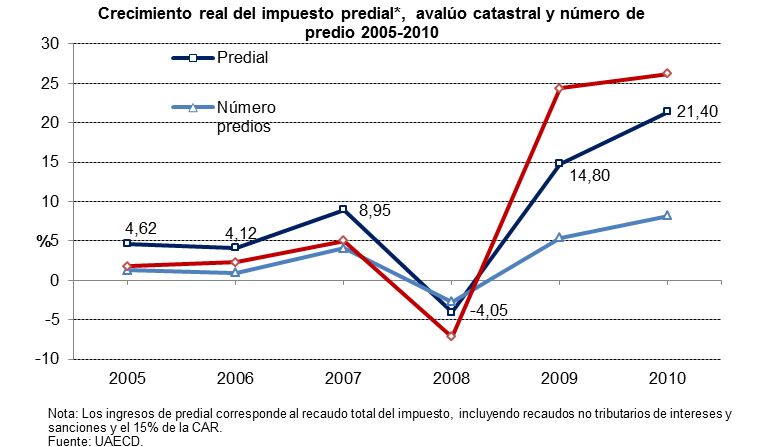 Crecimiento real del impuesto predial*, avalúo catastral y número de
predio 2005-2010
30
25
20
15
10
%5
0
-5
-10
Predial
Número
predios
4,62
4,12
8,95
-4,05
14,80
21,40
2005 2006 2007 2008 2009 2010
Nota: Los ingresos de predial corresponde al recaudo total del impuesto, incluyendo recaudos no tributarios de intereses y
sanciones y el 15% de la CAR.
Fuente: UAECD.